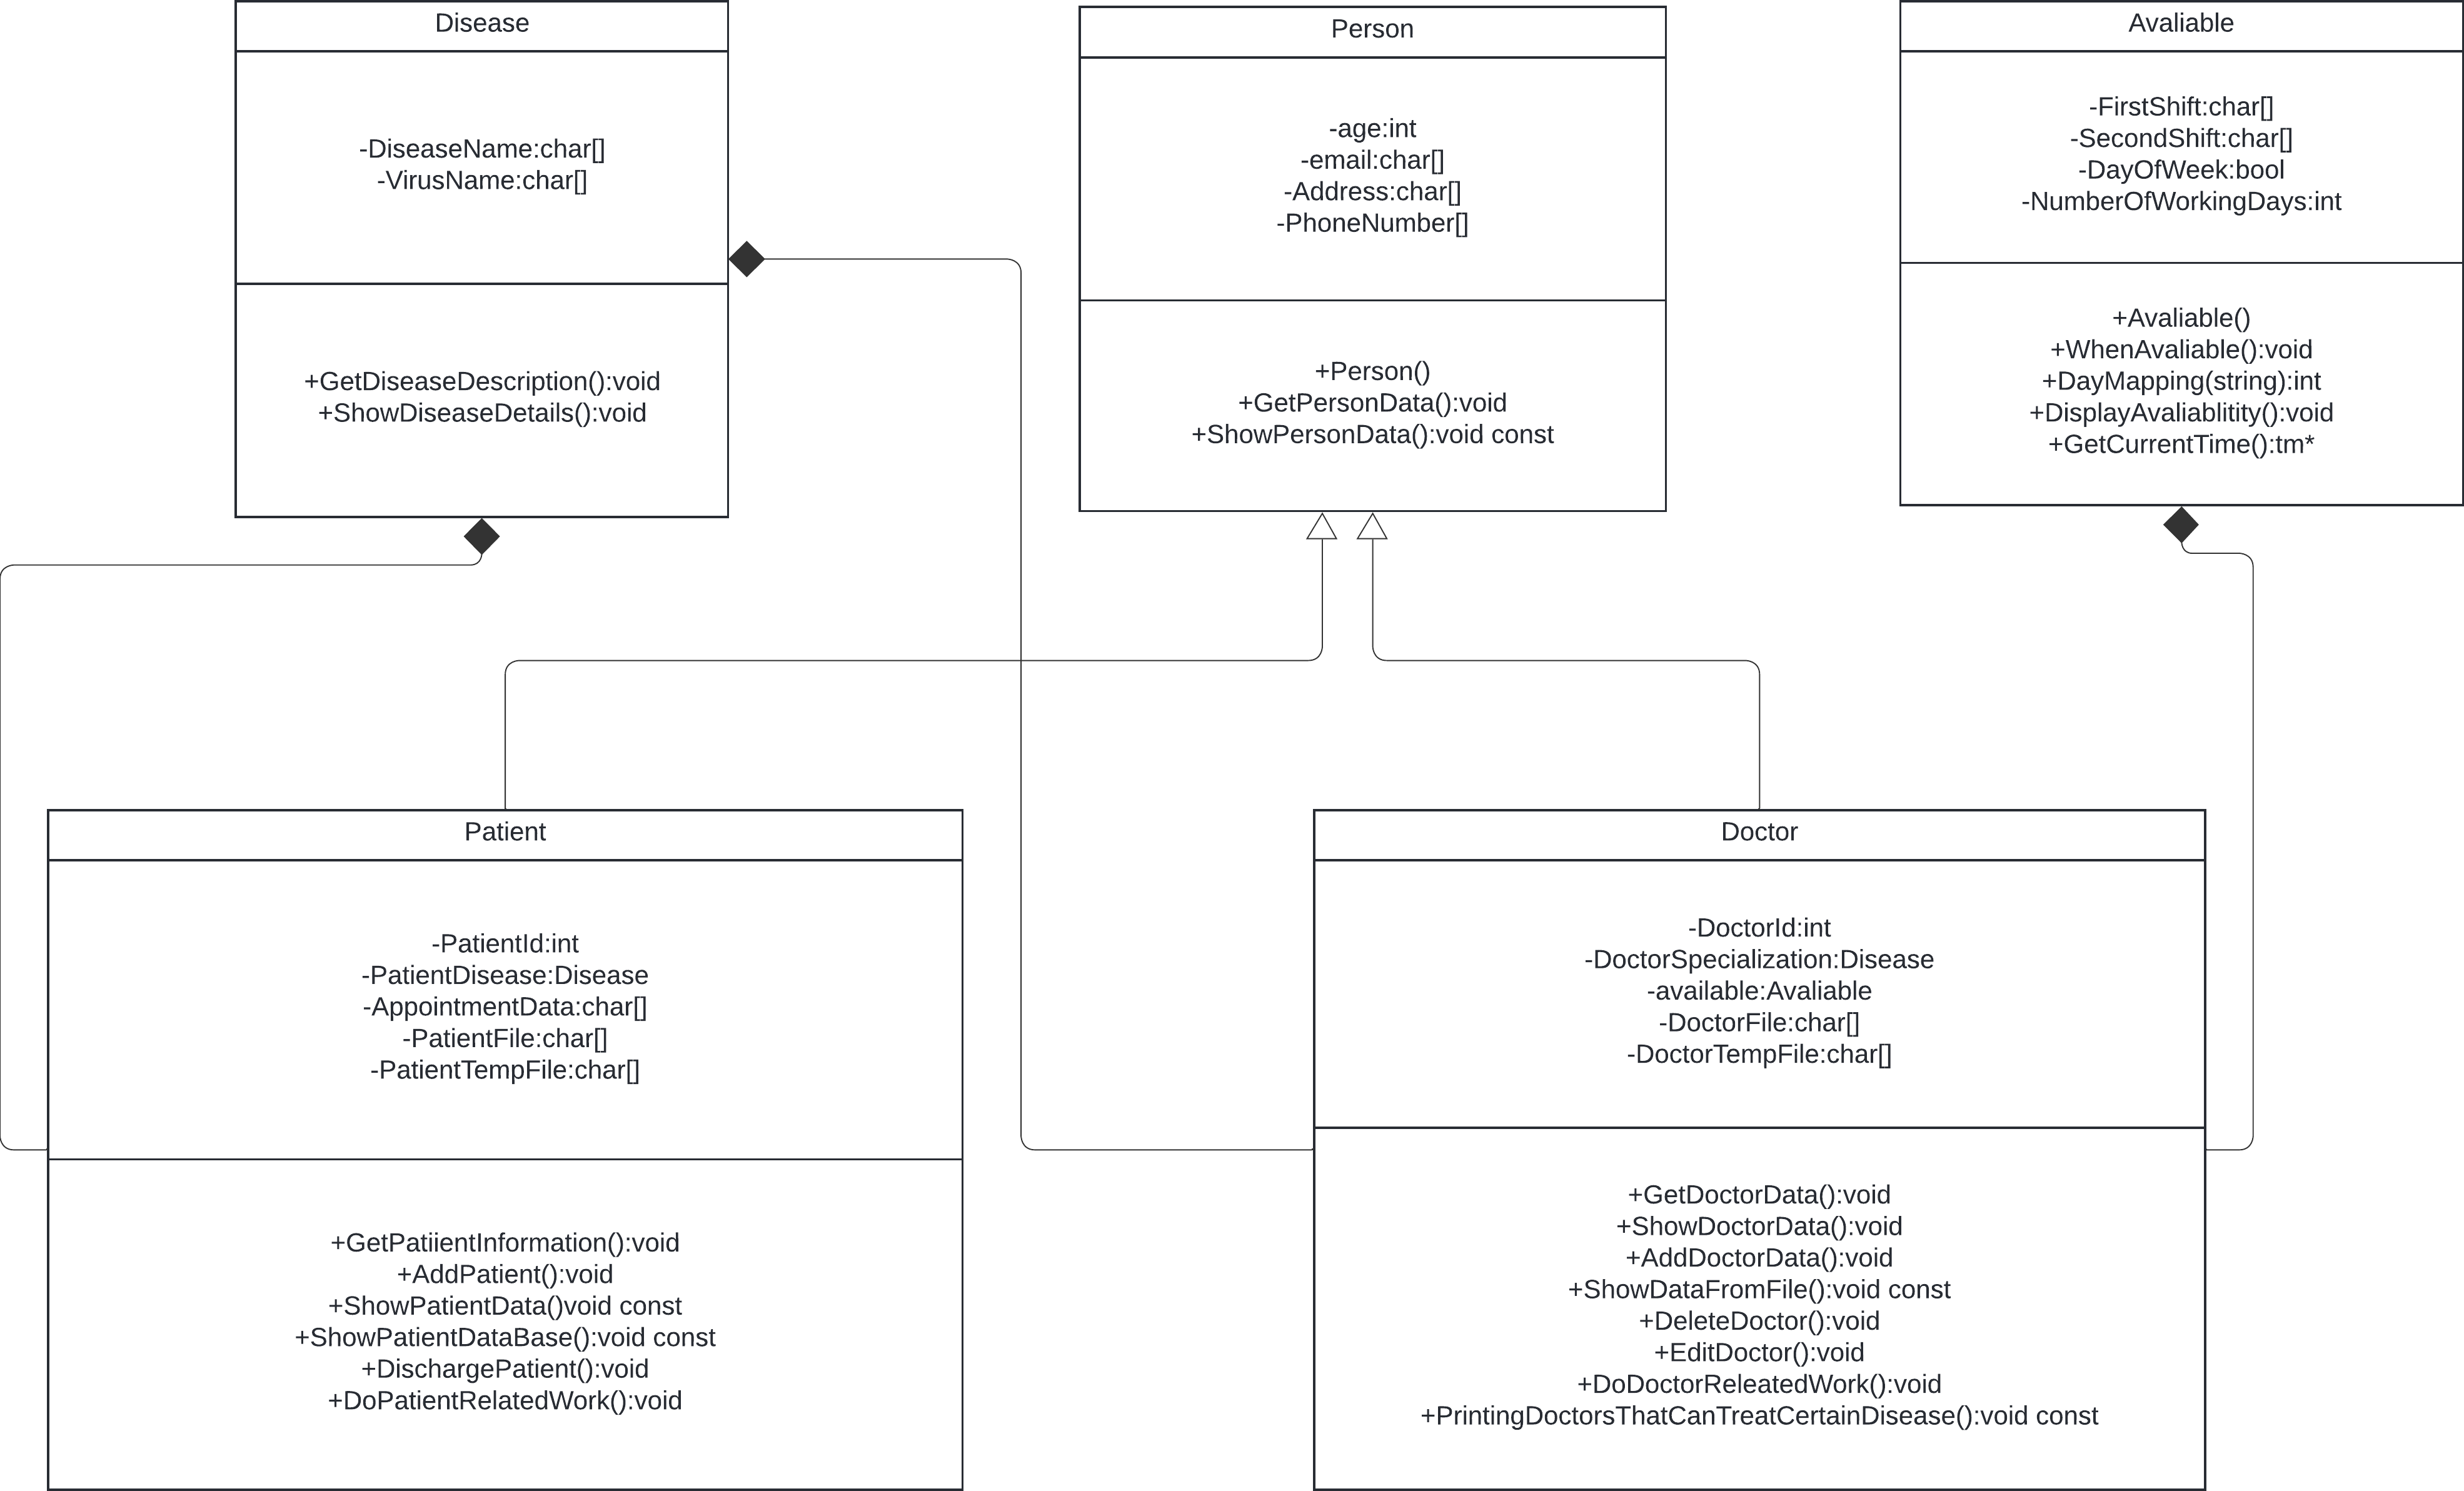 Disease
-DiseaseName:char[]
-VirusName:char[]
+GetDiseaseDescription():void
+ShowDiseaseDetails():void
Person
-age:int
-email:char[]
-Address:char[]
-PhoneNumber[]
+Person()
+GetPersonData():void
+ShowPersonData():void const
Avaliable
-FirstShift:char[]
-SecondShift:char[]
-DayOfWeek:bool
-NumberOfWorkingDays:int
+Avaliable()
+WhenAvaliable():void
+DayMapping(string):int
+DisplayAvaliablitity():void
+GetCurrentTime():tm*
Patient
-PatientId:int
-PatientDisease:Disease
-AppointmentData:char[]
-PatientFile:char[]
-PatientTempFile:char[]
+GetPatiientInformation():void
+AddPatient():void
+ShowPatientData()void const
+ShowPatientDataBase():void const
+DischargePatient():void
+DoPatientRelatedWork():void
Doctor
-DoctorId:int
-DoctorSpecialization:Disease
-available:Avaliable
-DoctorFile:char[]
-DoctorTempFile:char[]
+GetDoctorData():void
+ShowDoctorData():void
+AddDoctorData():void
+ShowDataFromFile():void const
+DeleteDoctor():void
+EditDoctor():void
+DoDoctorReleatedWork():void
+PrintingDoctorsThatCanTreatCertainDisease():void const